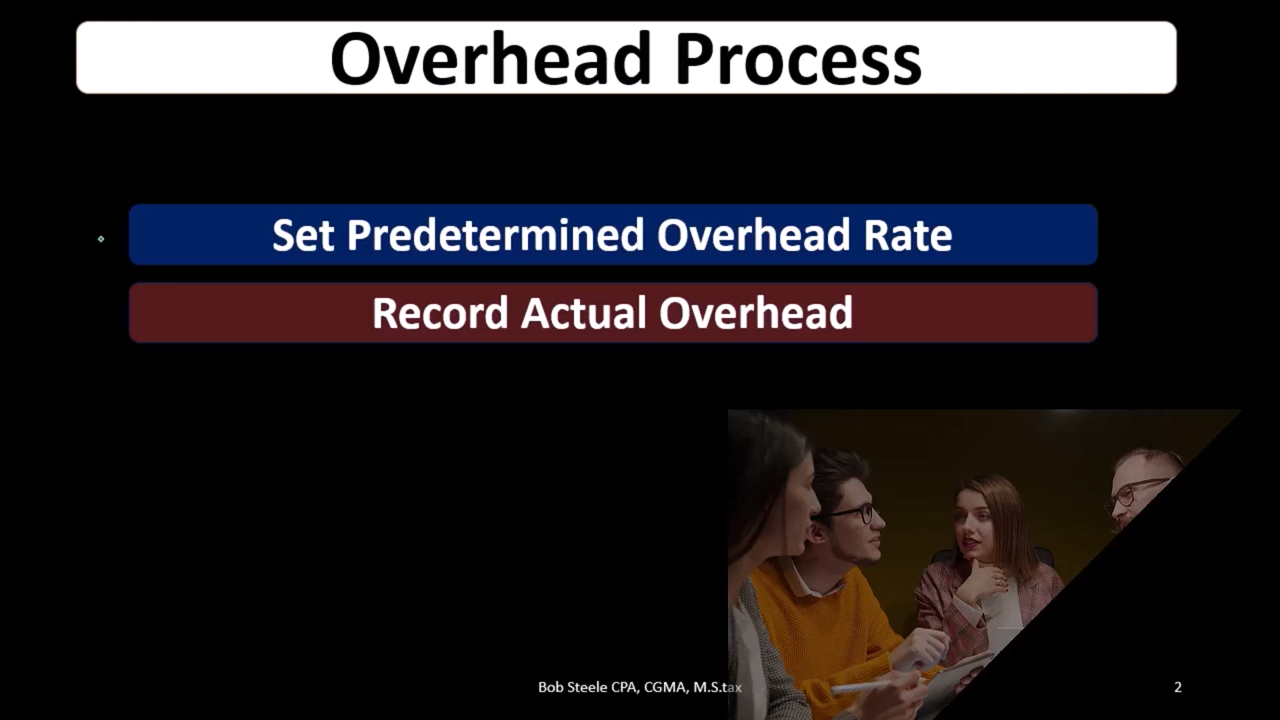 Overhead Process
Set Predetermined Overhead Rate
Record Actual Overhead
Bob Steele CPA, CGMA, M.S.tax
2